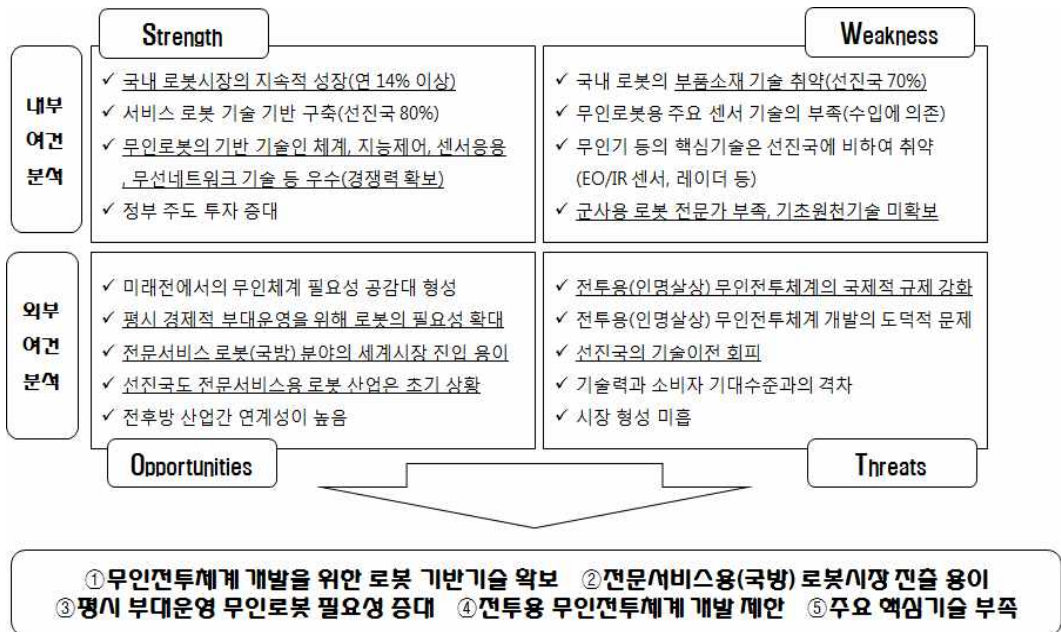 Strength
Weakness
내부
여건
분석
✓ 국내 로봇시장의 지속적 성장(연 14% 이상)
✓ 서비스 로봇 기술 기반 구축(선진국 80%)
✓ 무인로봇의 기반 기술인 체계, 지능제어, 센서응용
, 무선네트워크 기술 등 우수(경쟁력 확보)
✓ 정부 주도 투자 증대
✓ 국내 로봇의 부품소재 기술 취약(선진국 70%)
✓ 무인로봇용 주요 센서 기술의 부족(수입에 의존)
✓ 무인기 등의 핵심기술은 선진국에 비하여 취약
(EO/IR 센서, 레이더 등)
✓ 군사용 로봇 전문가 부족, 기초원천기술 미확보
외부
여건
분석
✓ 미래전에서의 무인체계 필요성 공감대 형성
✓ 평시 경제적 부대운영을 위해 로봇의 필요성 확대
✓ 전문서비스 로봇(국방) 분야의 세계시장 진입 용이
✓ 선진국도 전문서비스용 로봇 산업은 초기 상황
✓ 전후방 산업간 연계성이 높음
✓ 전투용(인명살상) 무인전투체계의 국제적 규제 강화
✓ 전투용(인명살상) 무인전투체계 개발의 도덕적 문제
✓ 선진국의 기술이전 회피
✓ 기술력과 소비자 기대수준과의 격차
✓ 시장 형성 미흡
Opportunities
Threats
①무인전투체계 개발을 위한 로봇 기반기술 확보 ②전문서비스용(국방) 로봇시장 진출 용이
③평시 부대운영 무인로봇 필요성 증대 ④전투용 무인전투체계 개발 제한 ⑤주요 핵심기술 부족